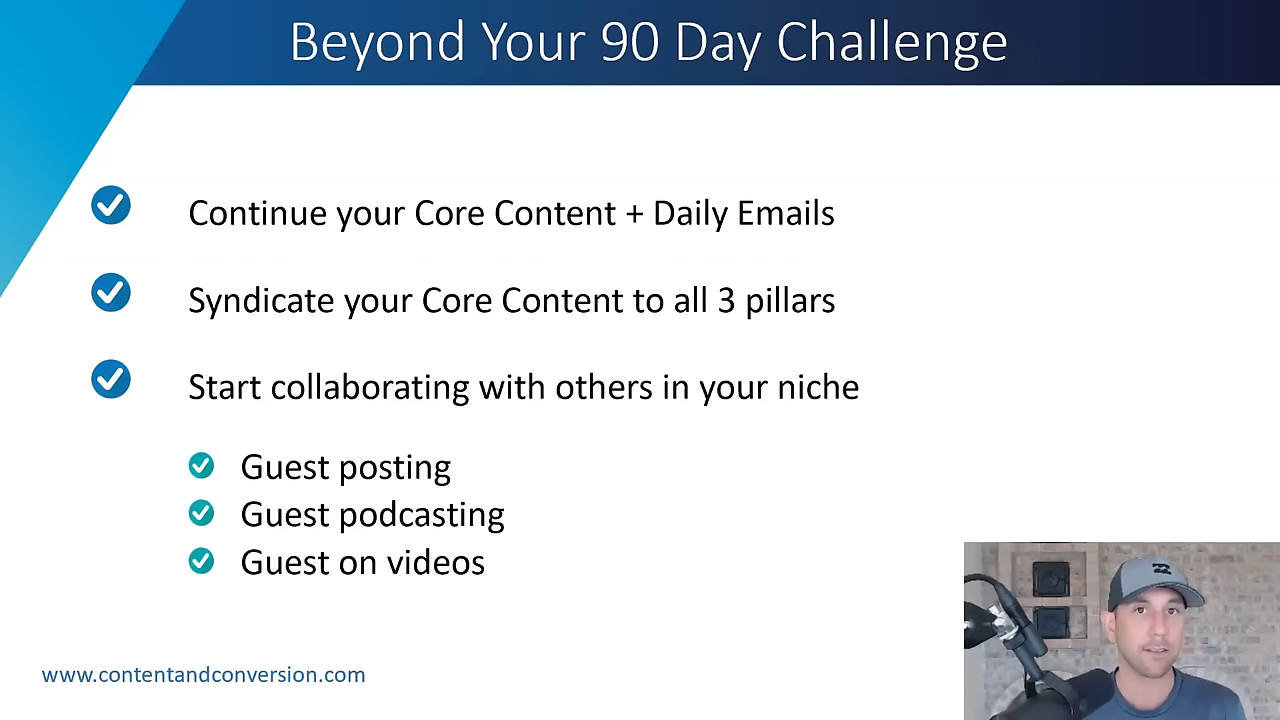 Beyond Your 90 Day Challenge
Continue your Core Content + Daily Emails
Syndicate your Core Content to all 3 pillars
Start collaborating with others in your niche
Guest posting
Guest podcasting
Guest on videos
www.contentandconversion.com